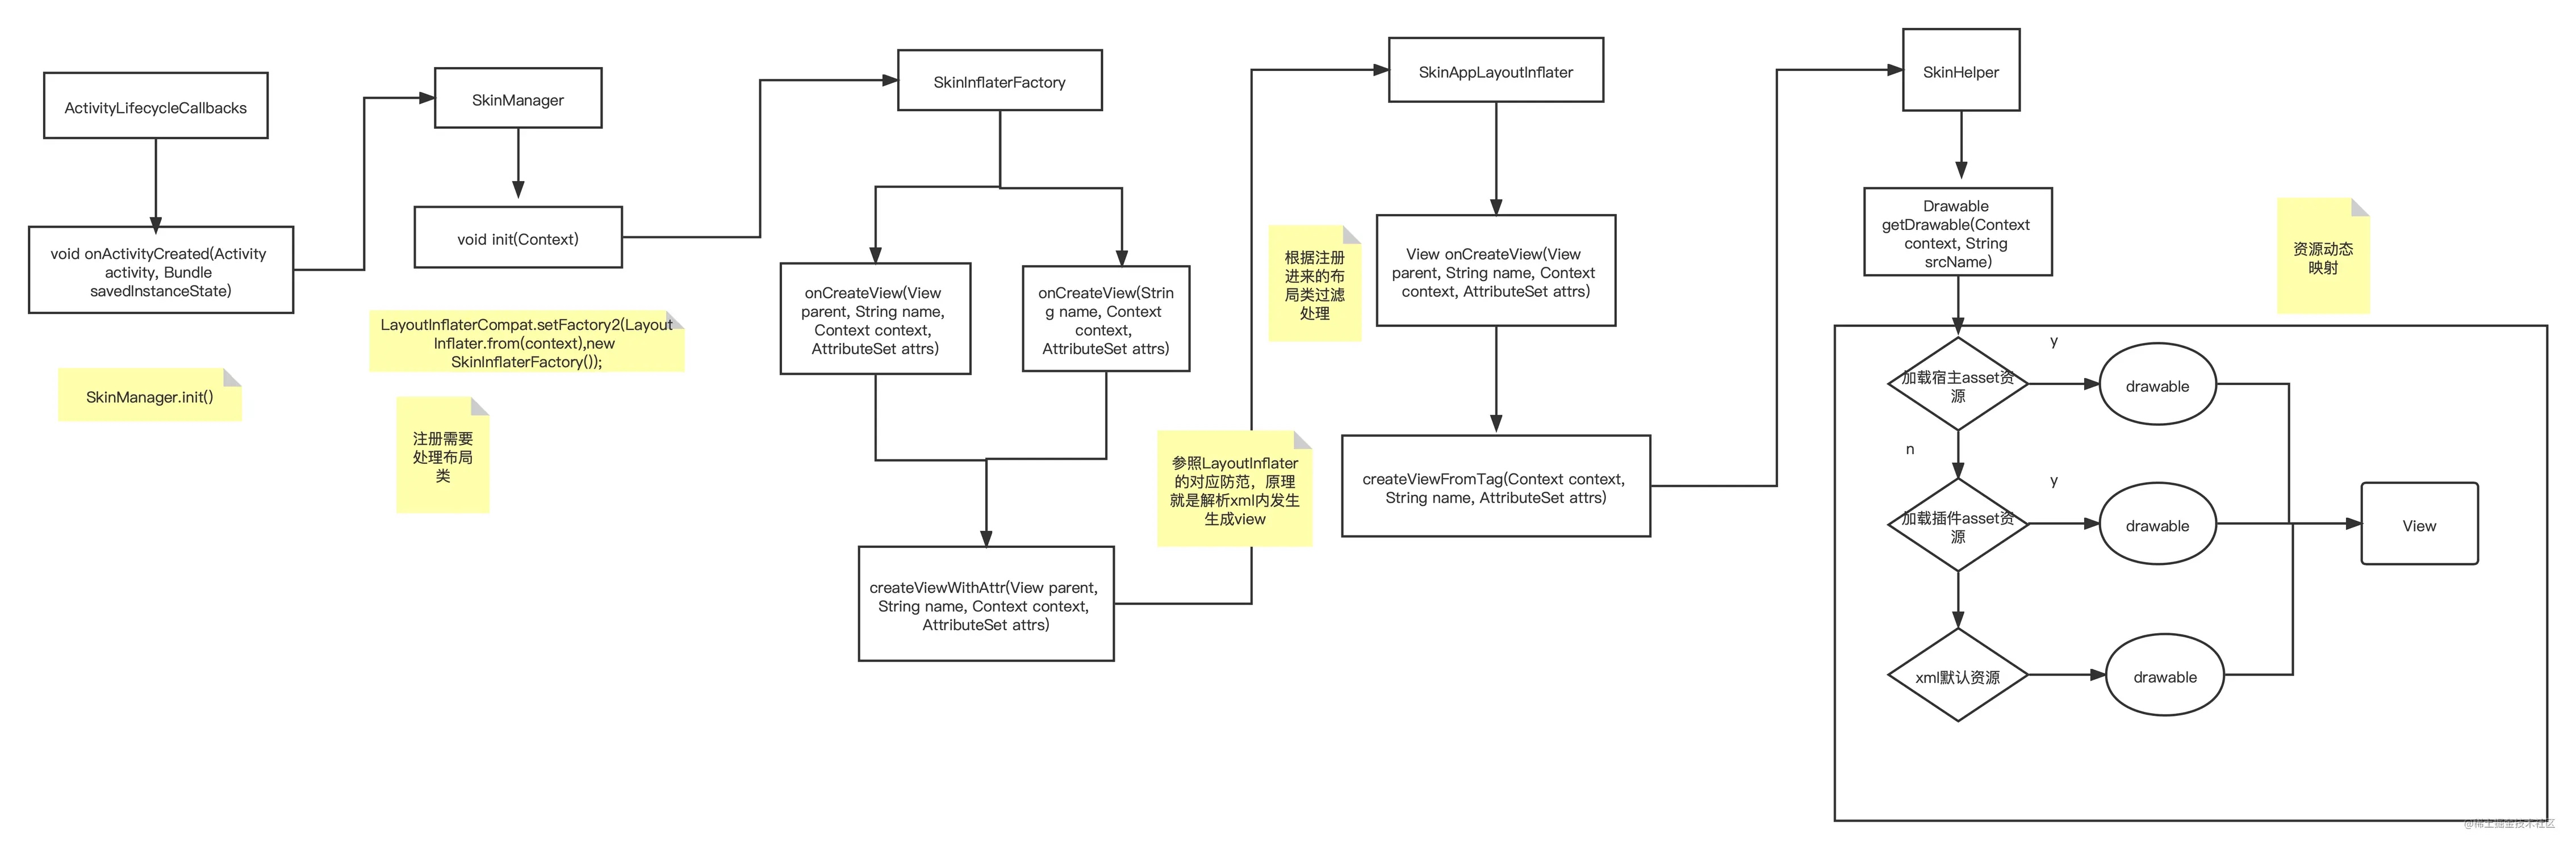 ActivityLifecycleCallbacks
void onActivityCreated(Activity
activity, Bundle
savedInstanceState)
SkinManager.init()
SkinManager
void init(Context)
LayoutInflaterCompat.setFactory2(Layout
Inflater.from(context),new
SkinInflaterFactory());
注册需要
处理布局
类
SkinInflaterFactory
onCreateView(View
parent, String name,
Context context,
AttributeSet attrs)
onCreateView(Strin
g name, Context
context,
AttributeSet attrs)
createViewWithAttr(View parent,
String name, Context context,
AttributeSet attrs)
参照LayoutInflater
的对应防范，原理
就是解析xml内发生
生成view
根据注册
进来的布
局类过滤
处理
SkinAppLayoutInflater
View onCreateView(View
parent, String name, Context
context, AttributeSet attrs)
createViewFromTag(Context context,
String name, AttributeSet attrs)
SkinHelper
Drawable
getDrawable(Context
context, String
srcName)
资源动态
映射
加载宿主asset资
源
y
drawable
n
加载插件asset资
源
y
drawable
View
xml默认资源
drawable
@稀土掘金技术社区